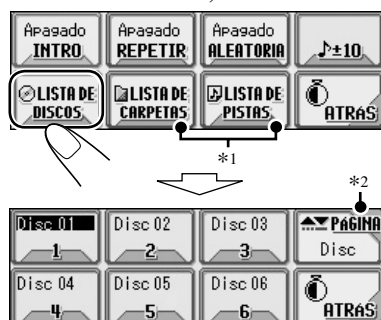 Apagado Apagado Apagado
INTRO REPETIR ALEATORIA ♪±10
LISTA DE LISTA DE LISTA DE
DISCOS CARPETAS PISTAS ATRÁS
*1
*2
Disc 01 Disc 02 Disc 03 PÁGINA
1 2 3 Disc
Disc 04 Disc 05 Disc 06
4 5 6 ATRÁS